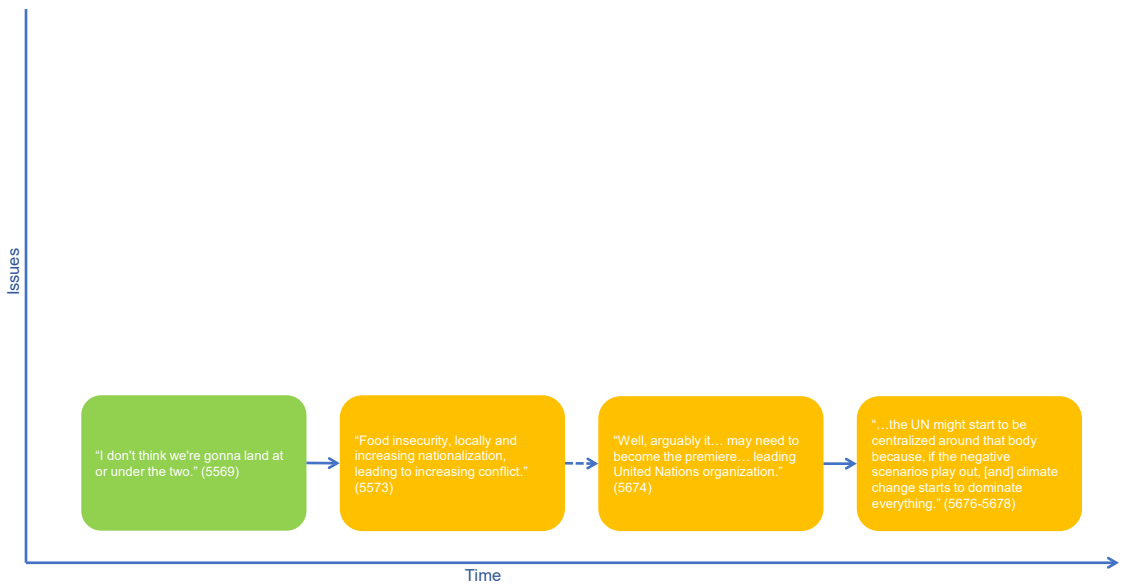 Issues
“I don't think we're gonna land at
or under the two.” (5569)
“Food insecurity, locally and
increasing nationalization,
leading to increasing conflict.”
(5573)
“Well, arguably it… may need to
become the premiere… leading
United Nations organization.”
(5674)
“…the UN might start to be
centralized around that body
because, if the negative
scenarios play out, [and] climate
change starts to dominate
everything.” (5676-5678)
Time